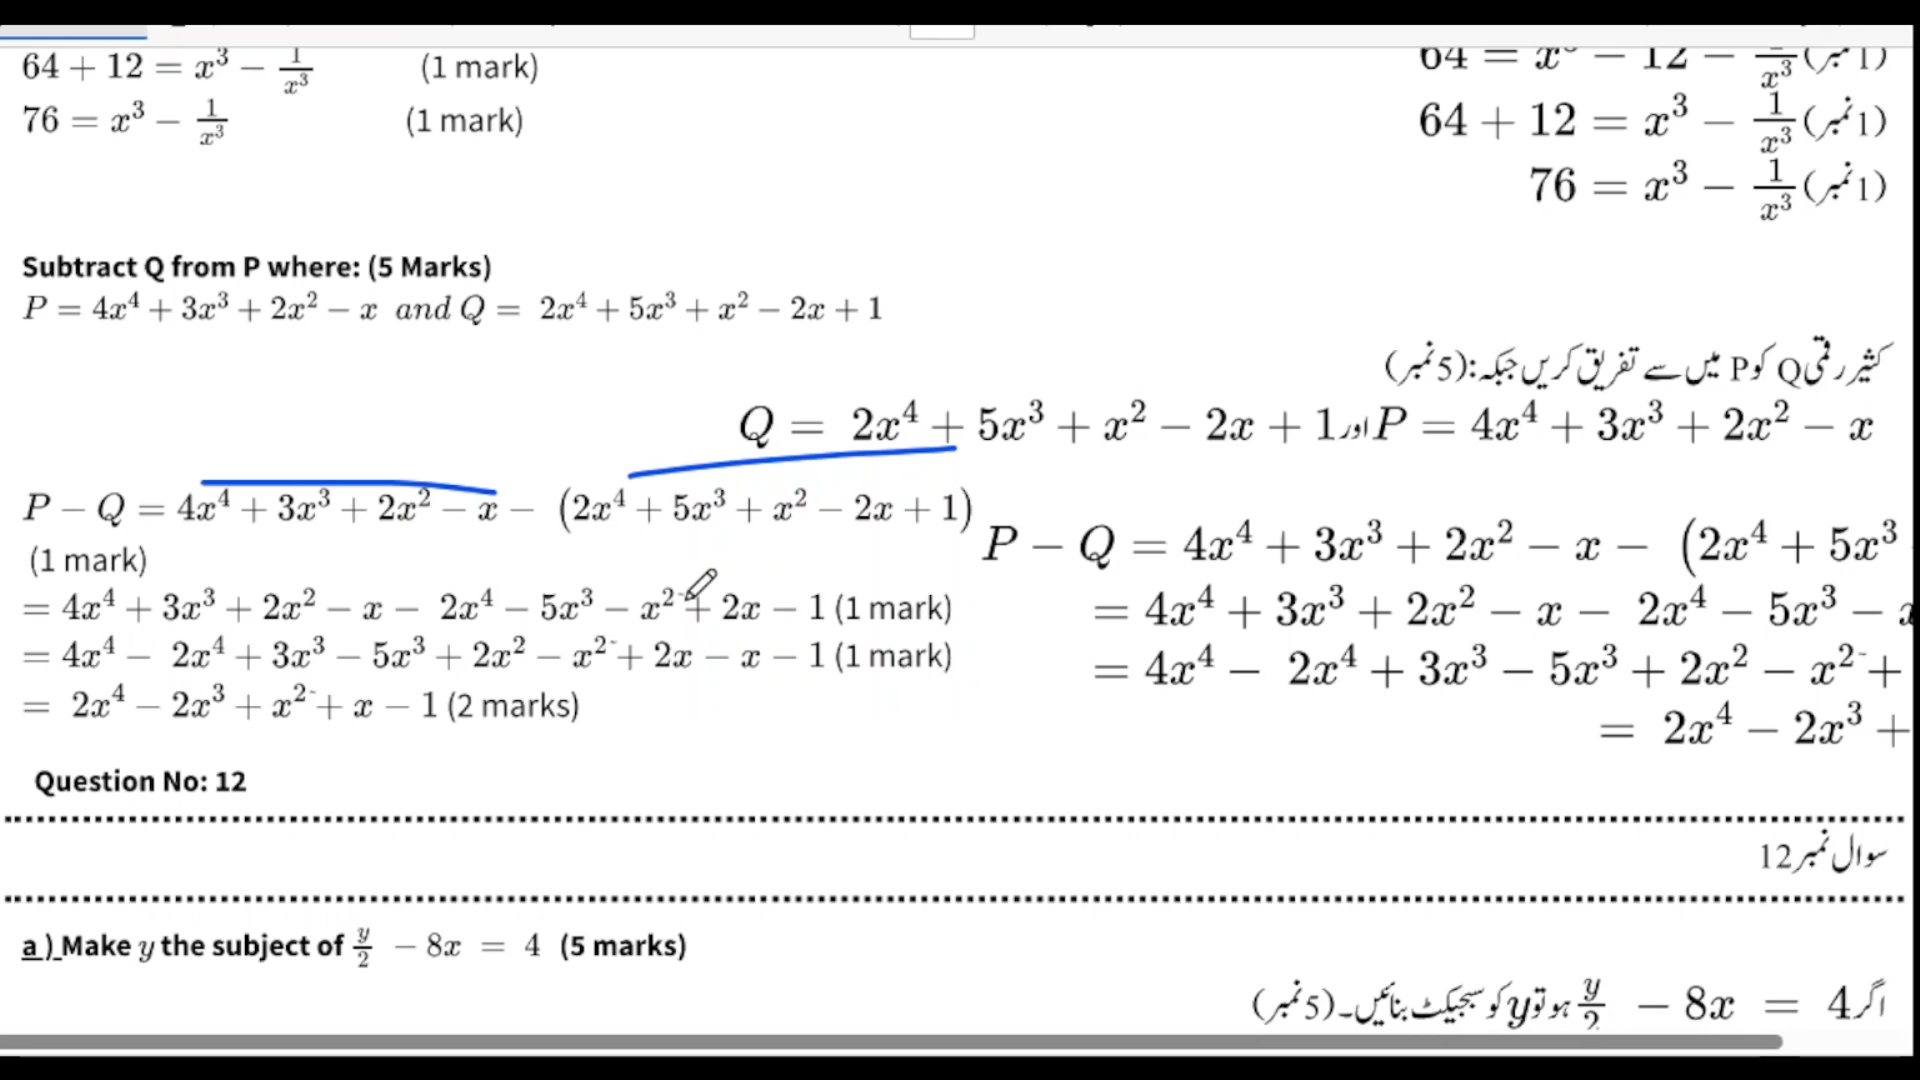 64 + 12 = x³ − 1/x³ (1 mark)
76 = x³ − 1/x³ (1 mark)
64 = x³ − 12 − 1/x³ (1 نمبر)
64 + 12 = x³ − 1/x³ (1 نمبر)
76 = x³ − 1/x³ (1 نمبر)
Subtract Q from P where: (5 Marks)
P = 4x⁴ + 3x³ + 2x² − x and Q = 2x⁴ + 5x³ + x² − 2x + 1
کثیر رقمی Q کو P میں سے تفریق کریں جبکہ: (5 نمبر)
Q = 2x⁴ + 5x³ + x² − 2x + 1 اور P = 4x⁴ + 3x³ + 2x² − x
P − Q = 4x⁴ + 3x³ + 2x² − x − (2x⁴ + 5x³ + x² − 2x + 1)
(1 mark)
= 4x⁴ + 3x³ + 2x² − x − 2x⁴ − 5x³ − x² + 2x − 1 (1 mark)
= 4x⁴ − 2x⁴ + 3x³ − 5x³ + 2x² − x² + 2x − x − 1 (1 mark)
= 2x⁴ − 2x³ + x² + x − 1 (2 marks)
P − Q = 4x⁴ + 3x³ + 2x² − x − (2x⁴ + 5x³
= 4x⁴ + 3x³ + 2x² − x − 2x⁴ − 5x³ −
= 4x⁴ − 2x⁴ + 3x³ − 5x³ + 2x² − x² +
= 2x⁴ − 2x³ +
Question No: 12
سوال نمبر 12
a ) Make y the subject of y/2 − 8x = 4 (5 marks)
اگر y/2 − 8x = 4 ہو تو y کو سبجیکٹ بنائیں۔ (5 نمبر)